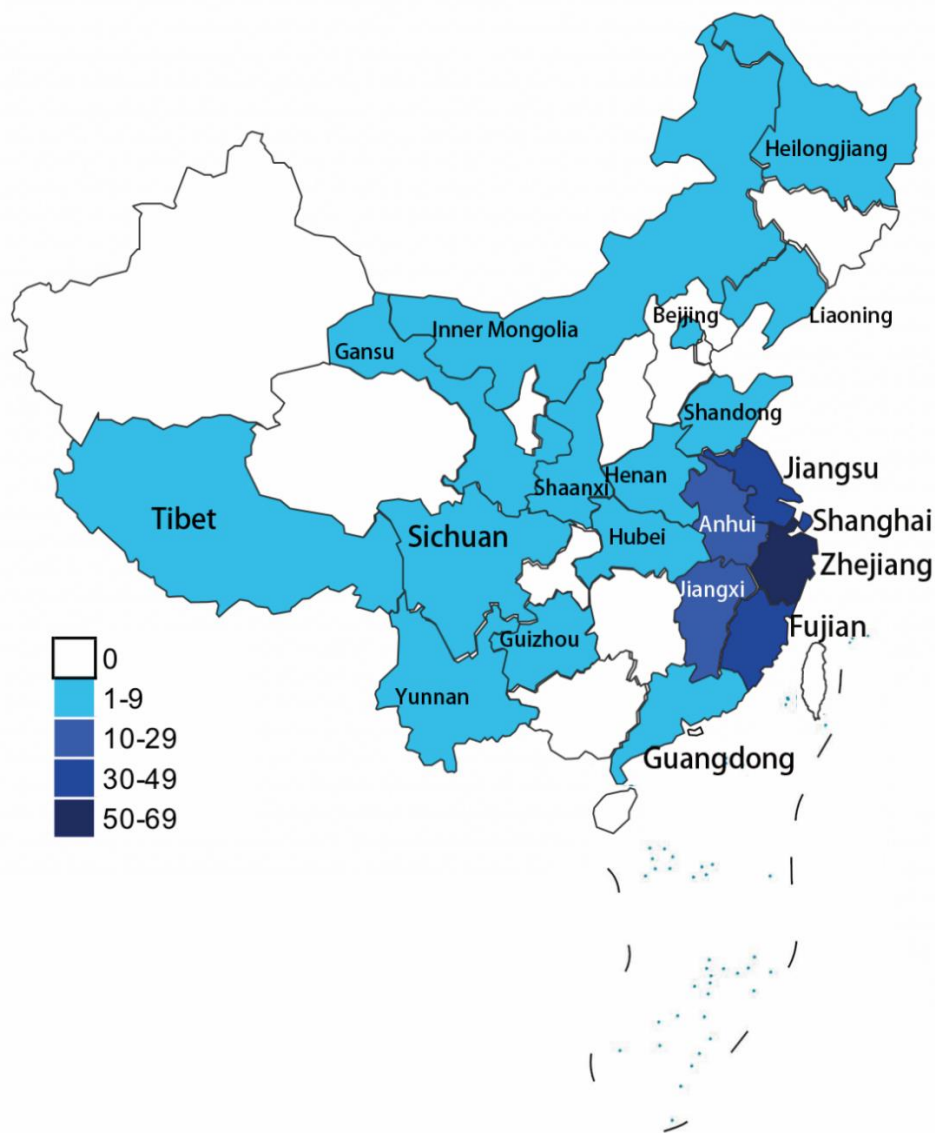 Heilongjiang
Beijing
Liaoning
Inner Mongolia
Gansu
Shandong
Jiangsu
Shaanxi
Henan
Shanghai
Tibet
Sichuan
Hubei
Anhui
Zhejiang
Jiangxi
Fujian
Guizhou
Yunnan
Guangdong
0
1-9
10-29
30-49
50-69